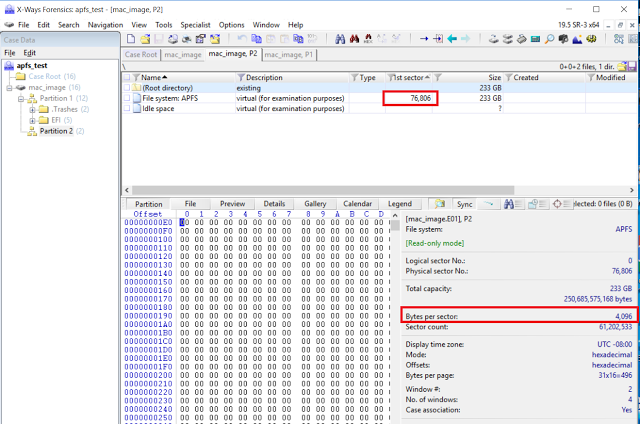 X-Ways Forensics: apfs_test - [mac_image, P2]
File Edit Search Navigation View Tools Specialist Options Window Help 19.5 SR-3 x64
Case Data
File Edit
apfs_test
Case Root (16)
mac_image (16)
Partition 1 (12)
.Trashes (2)
EFI (5)
Partition 2 (2)
Case Root mac_image mac_image, P2 mac_image, P1
\ 0+0+2 files, 1 dir.
Name Description Type 1st sector Size Created Modified
(Root directory) existing 233 GB
File system: APFS virtual (for examination purposes) 76,806 233 GB
Idle space virtual (for examination purposes) ?
Partition File Preview Details Gallery Calendar Legend Sync elected: 0 files (0 B)
Offset 0 1 2 3 4 5 6 7 8 9 A B C D
00000000E0 00 00 00 00 00 00 00 00 00 00 00 00 00 00
00000000F0 00 00 00 00 00 00 00 00 00 00 00 00 00 00
0000000100 00 00 00 00 00 00 00 00 00 00 00 00 00 00
0000000110 00 00 00 00 00 00 00 00 00 00 00 00 00 00
0000000120 00 00 00 00 00 00 00 00 00 00 00 00 00 00
0000000130 00 00 00 00 00 00 00 00 00 00 00 00 00 00
0000000140 00 00 00 00 00 00 00 00 00 00 00 00 00 00
0000000150 00 00 00 00 00 00 00 00 00 00 00 00 00 00
0000000160 00 00 00 00 00 00 00 00 00 00 00 00 00 00
0000000170 00 00 00 00 00 00 00 00 00 00 00 00 00 00
0000000180 00 00 00 00 00 00 00 00 00 00 00 00 00 00
0000000190 00 00 00 00 00 00 00 00 00 00 00 00 00 00
00000001A0 00 00 00 00 00 00 00 00 00 00 00 00 00 00
00000001B0 00 00 00 00 00 00 00 00 00 00 00 00 00 00
00000001C0 00 00 00 00 00 00 00 00 00 00 00 00 00 00
00000001D0 00 00 00 00 00 00 00 00 00 00 00 00 00 00
00000001E0 00 00 00 00 00 00 00 00 00 00 00 00 00 00
00000001F0 00 00 00 00 00 00 00 00 00 00 00 00 00 00
0000000200 00 00 00 00 00 00 00 00 00 00 00 00 00 00
0000000210 00 00 00 00 00 00 00 00 00 00 00 00 00 00
0000000220 00 00 00 00 00 00 00 00 00 00 00 00 00 00
0000000230 00 00 00 00 00 00 00 00 00 00 00 00 00 00
0000000240 00 00 00 00 00 00 00 00 00 00 00 00 00 00
0000000250 00 00 00 00 00 00 00 00 00 00 00 00 00 00
[mac_image.E01], P2
File system: APFS
[Read-only mode]
Logical sector No.: 0
Physical sector No.: 76,806
Total capacity: 233 GB
250,685,575,168 bytes
Bytes per sector: 4,096
Sector count: 61,202,533
Display time zone: UTC -08:00
Mode: hexadecimal
Offsets: hexadecimal
Bytes per page: 31x16=496
Window #: 2
No. of windows: 4
Case association: Yes